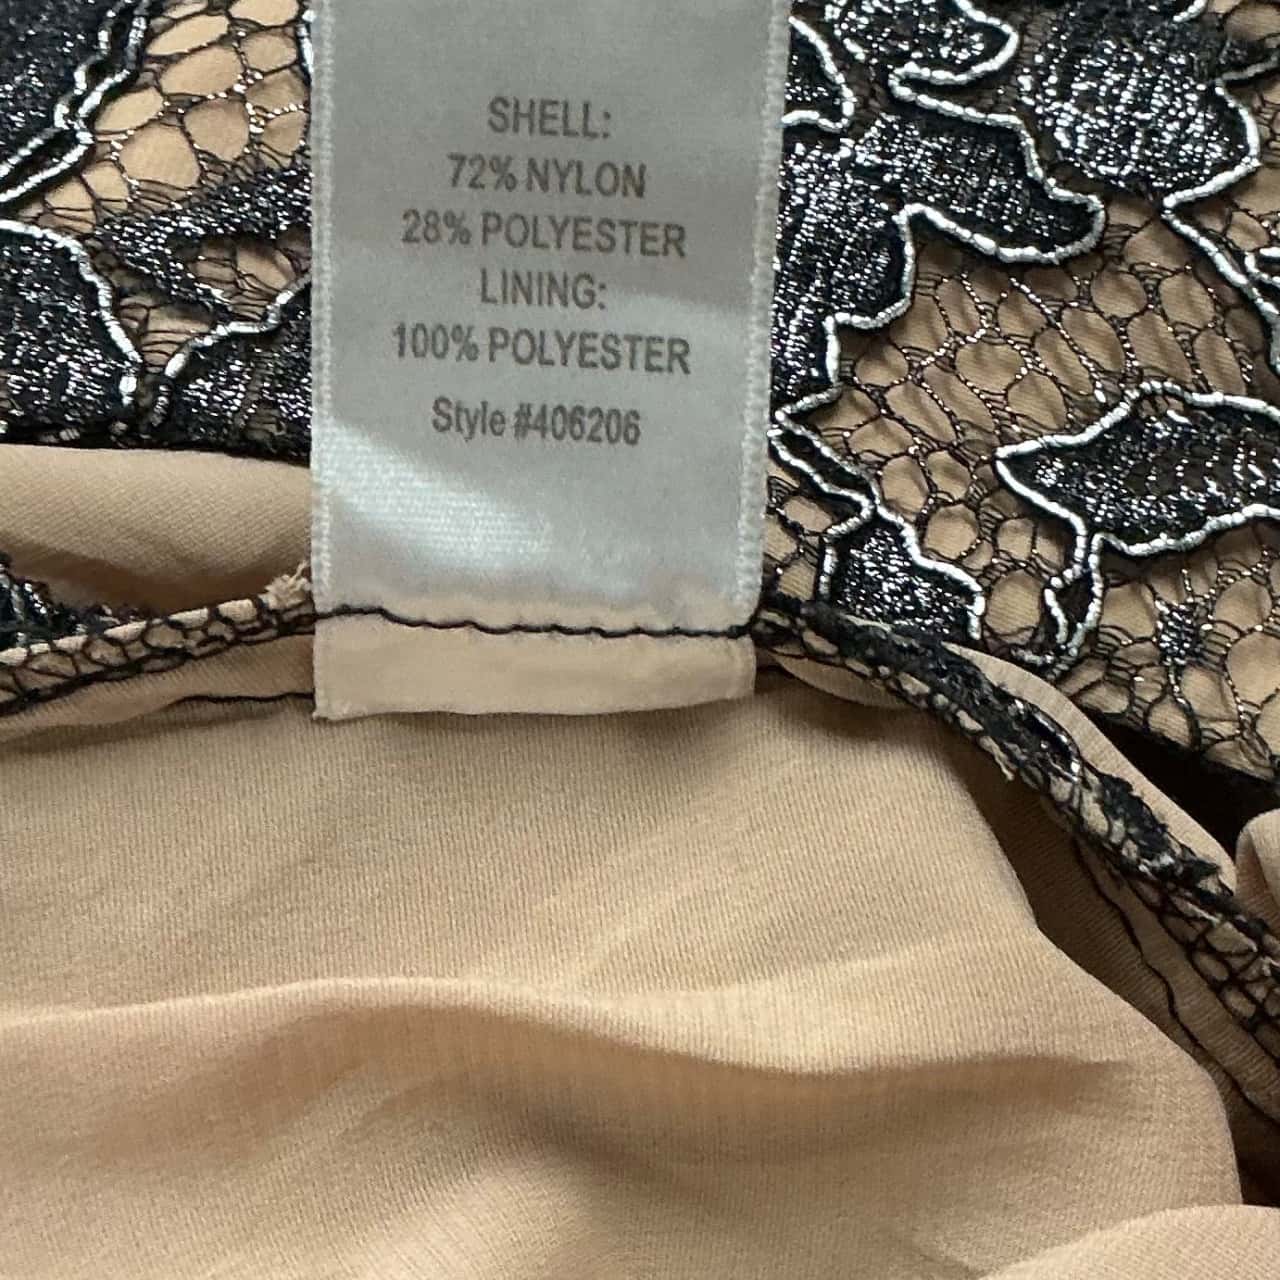 SHELL:
72% NYLON
28% POLYESTER
LINING:
100% POLYESTER
Style #406206